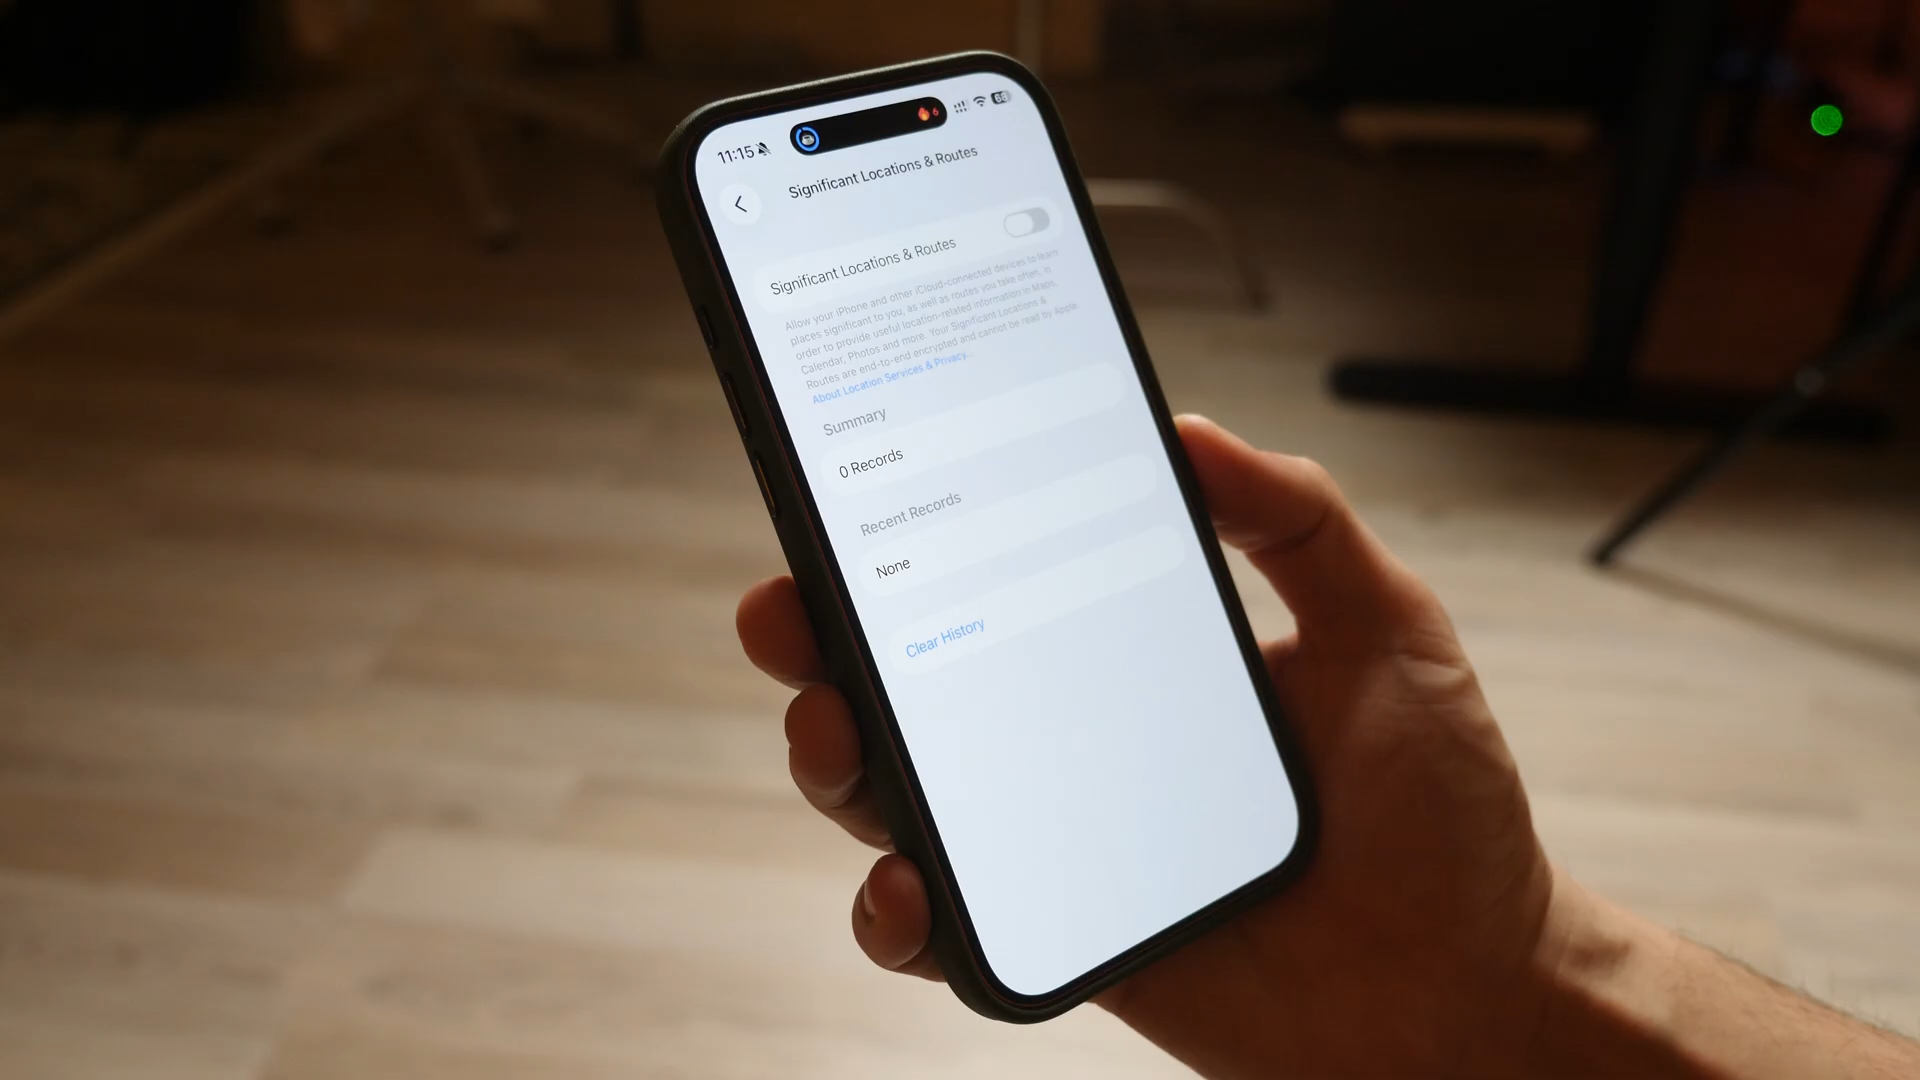 11:15
6
65
Significant Locations & Routes
Significant Locations & Routes
Allow your iPhone and other iCloud-connected devices to learn
places significant to you, as well as routes you take often, in
order to provide useful location-related information in Maps,
Calendar, Photos and more. Your Significant Locations &
Routes are end-to-end encrypted and cannot be read by Apple.
About Location Services & Privacy...
Summary
0 Records
Recent Records
None
Clear History